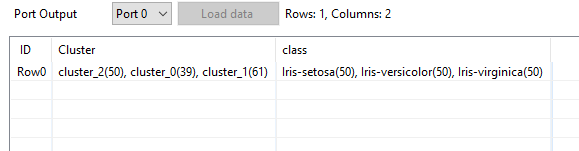 Port Output Port 0 Load data Rows: 1, Columns: 2
ID Cluster class
Row0 cluster_2(50), cluster_0(39), cluster_1(61) Iris-setosa(50), Iris-versicolor(50), Iris-virginica(50)